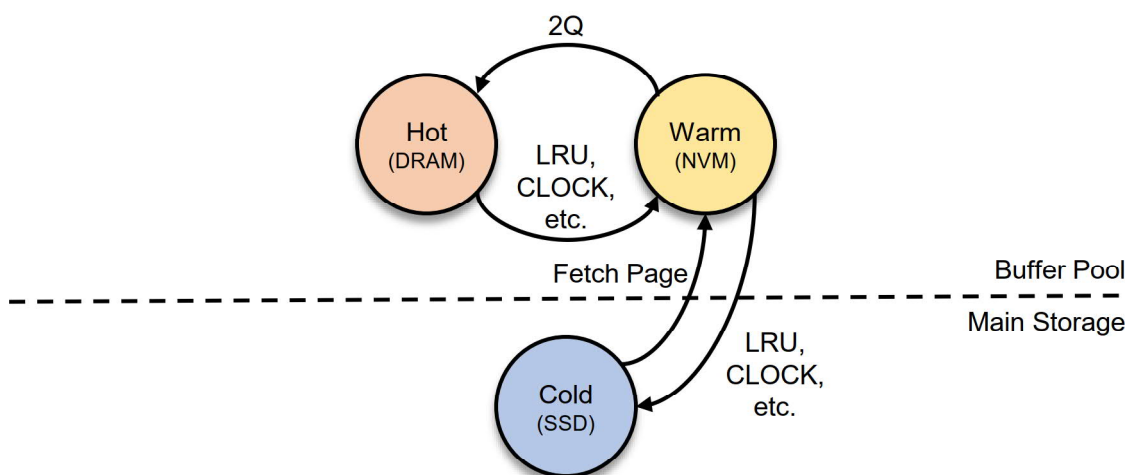 2Q
Hot
(DRAM)
Warm
(NVM)
LRU,
CLOCK,
etc.
Fetch Page
Buffer Pool
Main Storage
LRU,
CLOCK,
etc.
Cold
(SSD)